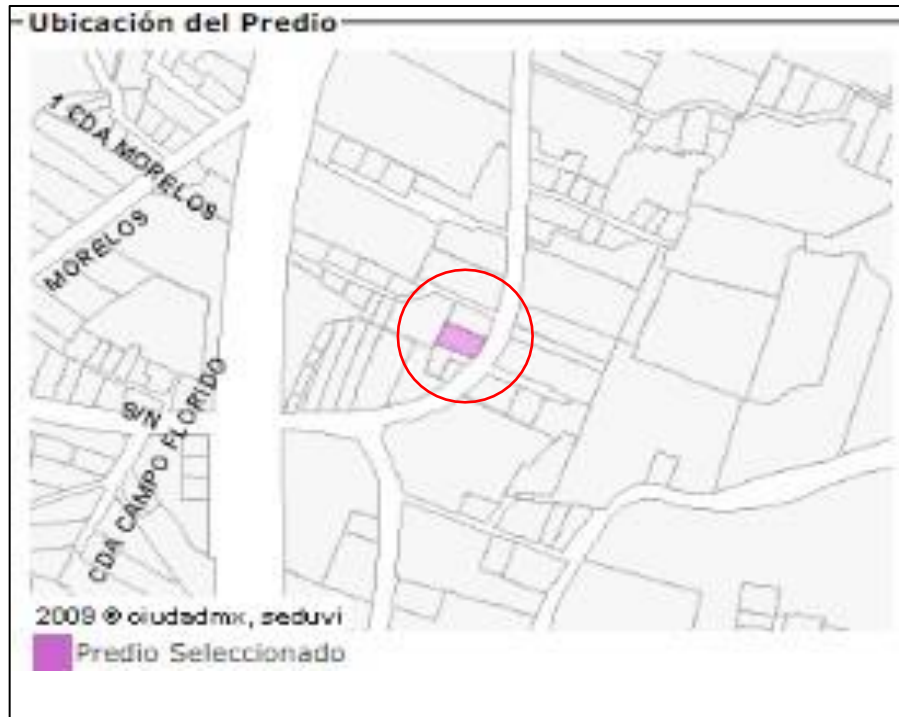 Ubicación del Predio
1 CDA MORELOS
MORELOS
S/N
CDA CAMPO FLORIDO
2009 © ciudadmx, seduvi
Predio Seleccionado